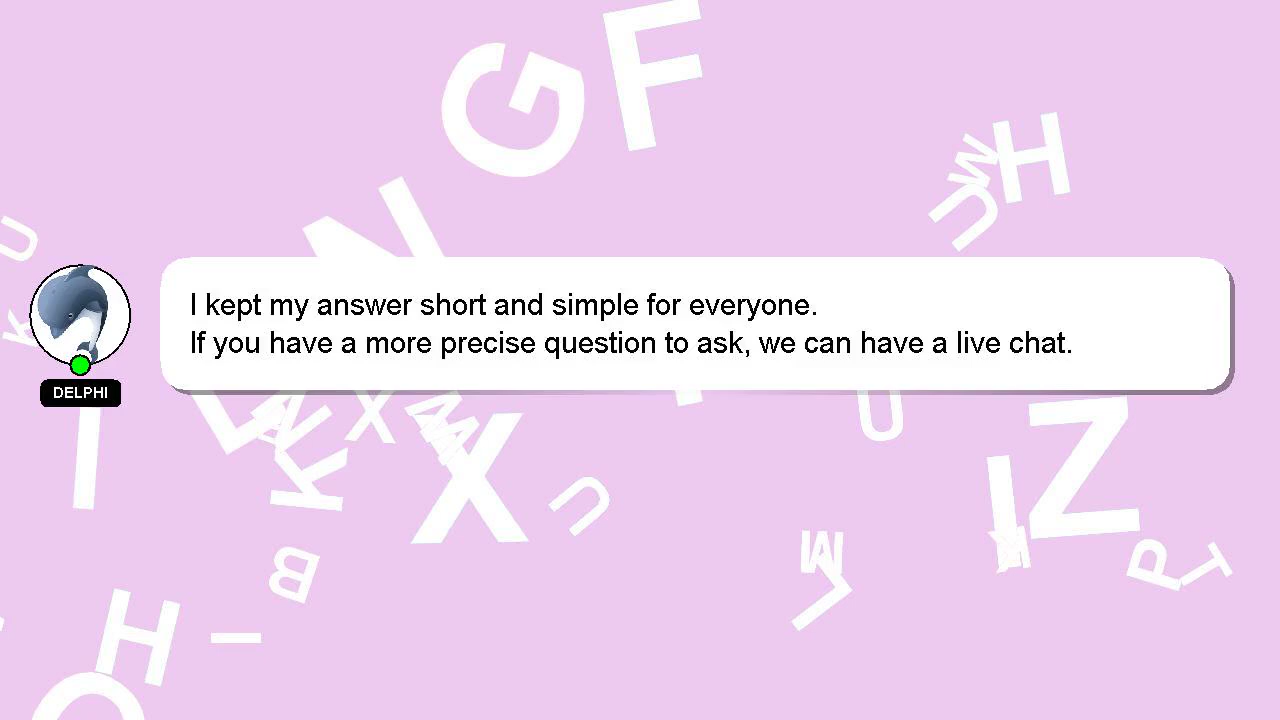 I kept my answer short and simple for everyone.
If you have a more precise question to ask, we can have a live chat.
DELPHI